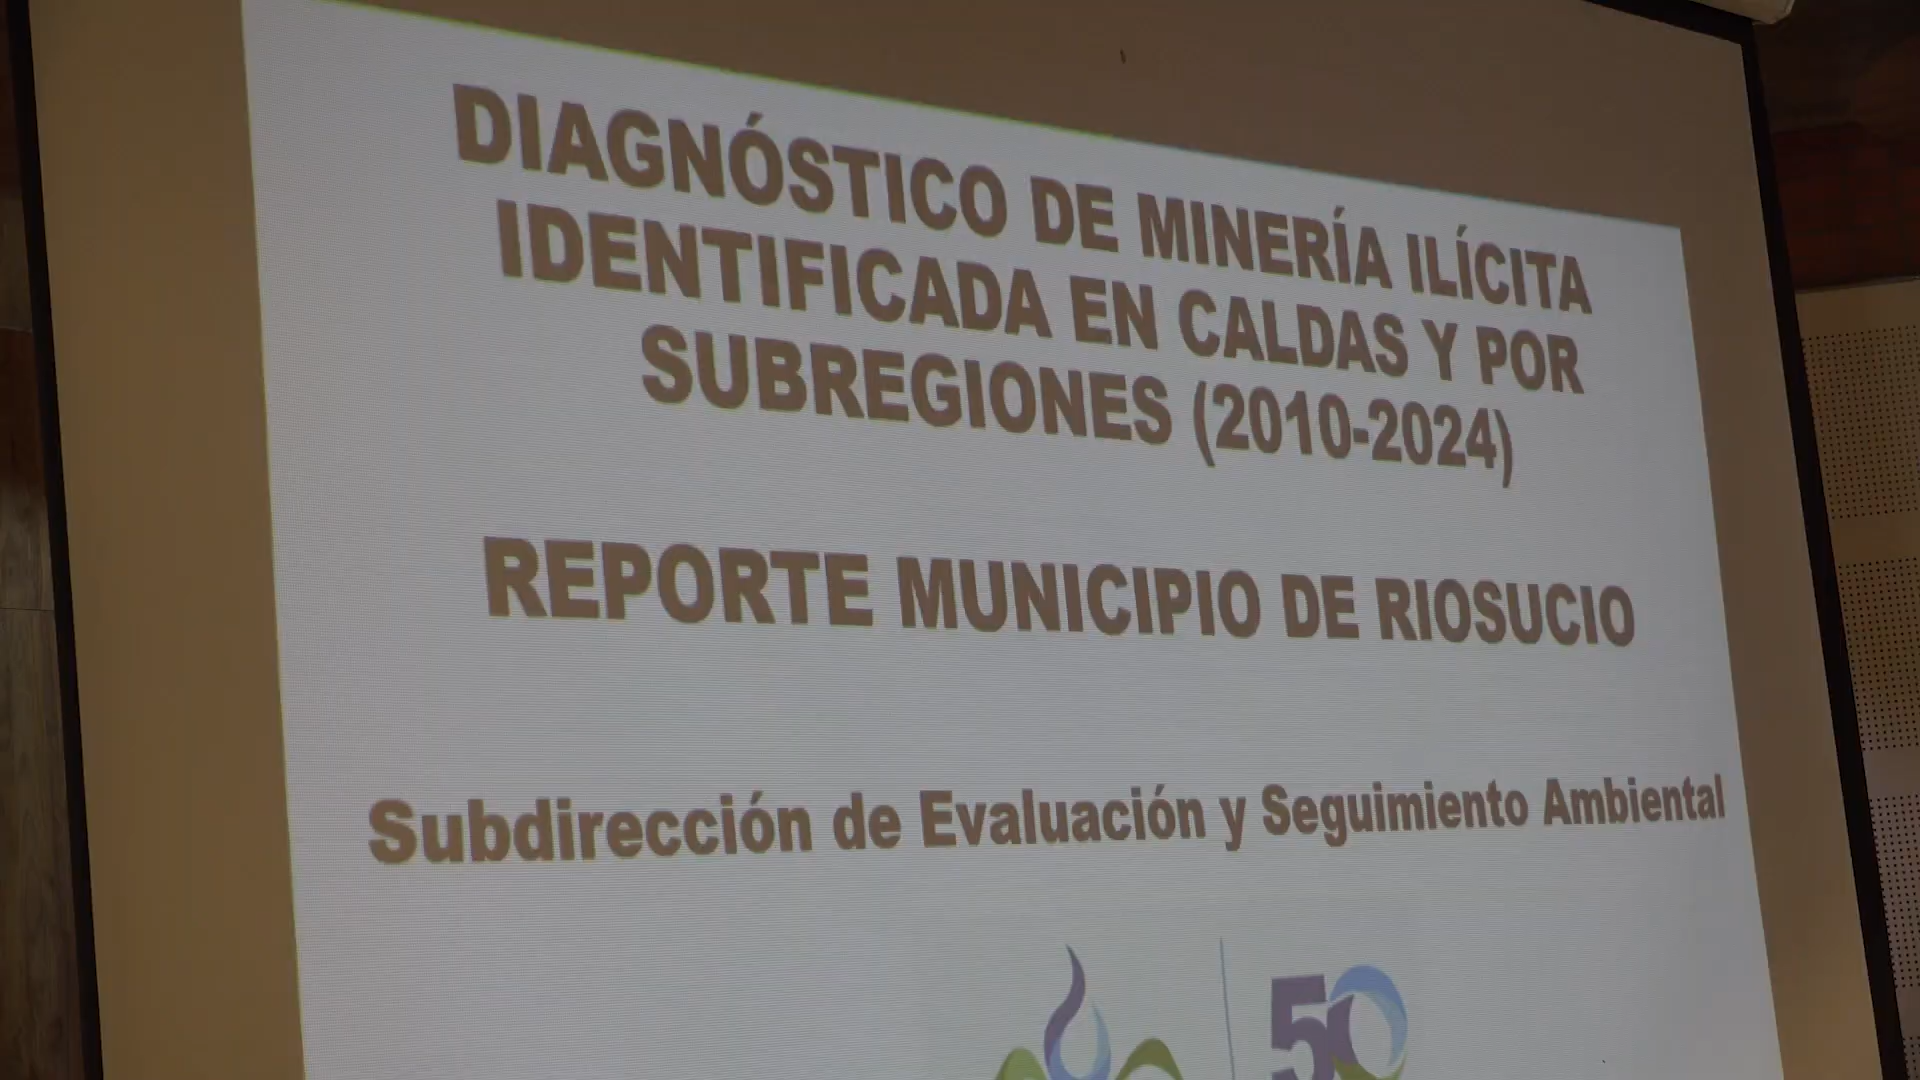 DIAGNÓSTICO DE MINERÍA ILÍCITA
IDENTIFICADA EN CALDAS Y POR
SUBREGIONES (2010-2024)
REPORTE MUNICIPIO DE RIOSUCIO
Subdirección de Evaluación y Seguimiento Ambiental
50